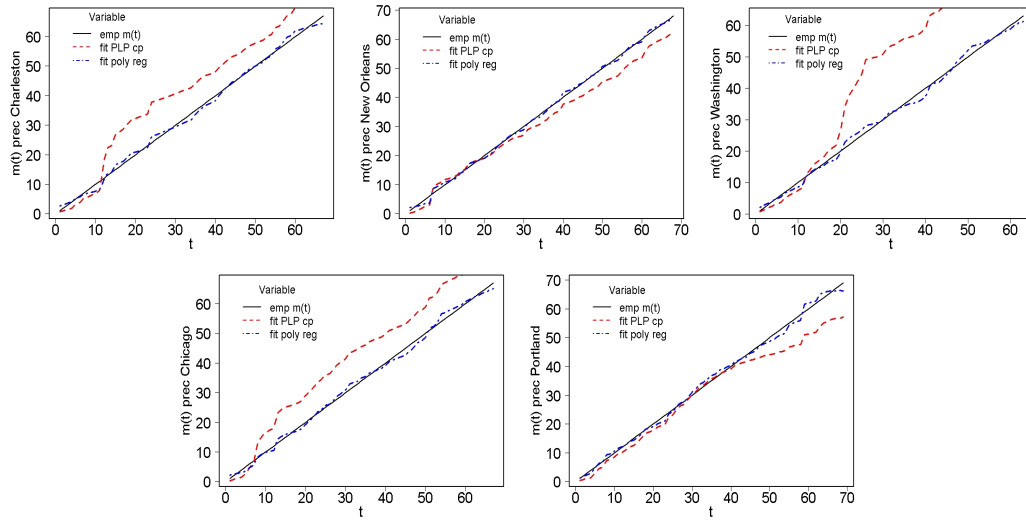 Variable
emp m(t)
fit PLP cp
fit poly reg
m(t) prec Charleston
60
50
40
30
20
10
0
0 10 20 30 40 50 60
t
Variable
emp m(t)
fit PLP cp
fit poly reg
m(t) prec New Orleans
70
60
50
40
30
20
10
0
0 10 20 30 40 50 60 70
t
Variable
emp m(t)
fit PLP cp
fit poly reg
m(t) prec Washington
60
50
40
30
20
10
0
0 10 20 30 40 50 60
t
Variable
emp m(t)
fit PLP cp
fit poly reg
m(t) prec Chicago
60
50
40
30
20
10
0
0 10 20 30 40 50 60
t
Variable
emp m(t)
fit PLP cp
fit poly reg
m(t) prec Portland
70
60
50
40
30
20
10
0
0 10 20 30 40 50 60 70
t